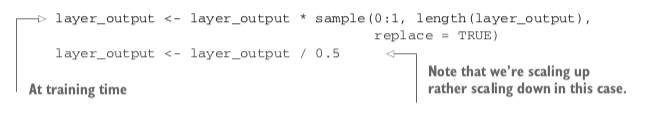 layer_output <- layer_output * sample(0:1, length(layer_output),
replace = TRUE)
layer_output <- layer_output / 0.5
Note that we're scaling up
rather scaling down in this case.
At training time